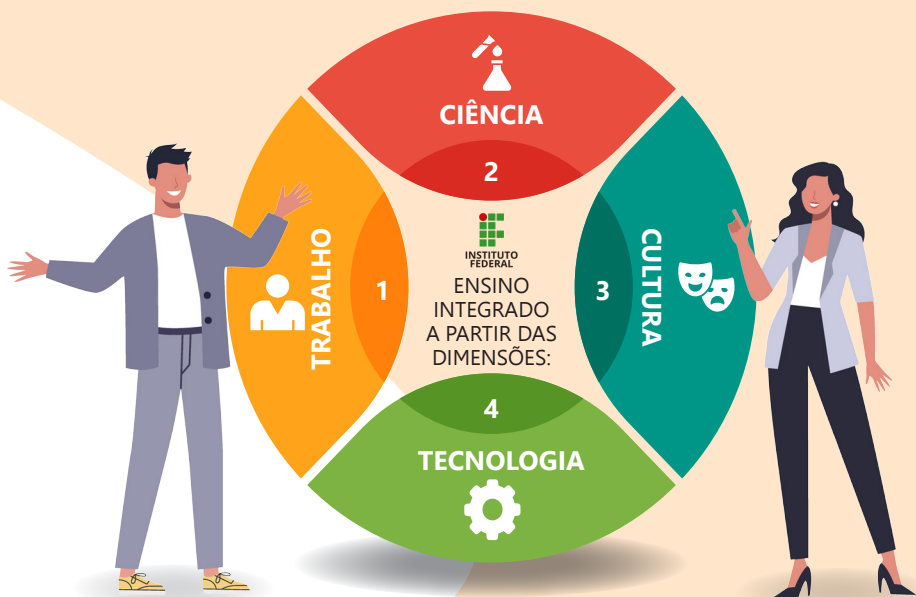 INSTITUTO
FEDERAL
ENSINO
INTEGRADO
A PARTIR DAS
DIMENSÕES:
1
TRABALHO
2
CIÊNCIA
3
CULTURA
4
TECNOLOGIA